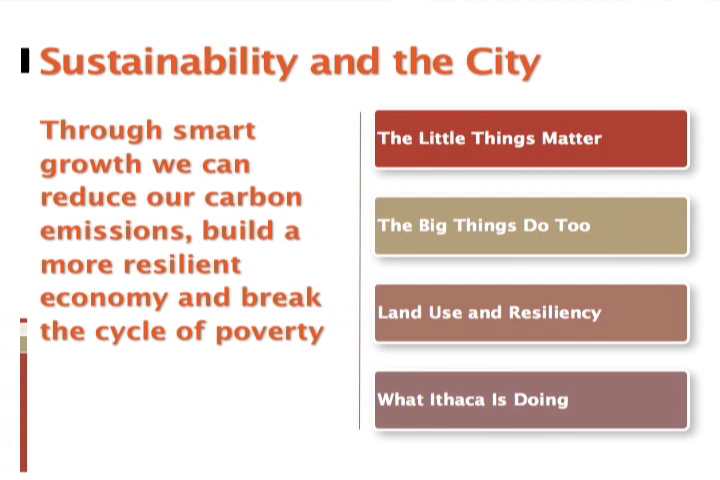 Sustainability and the City
Through smart
growth we can
reduce our carbon
emissions, build a
more resilient
economy and break
the cycle of poverty
The Little Things Matter
The Big Things Do Too
Land Use and Resiliency
What Ithaca Is Doing